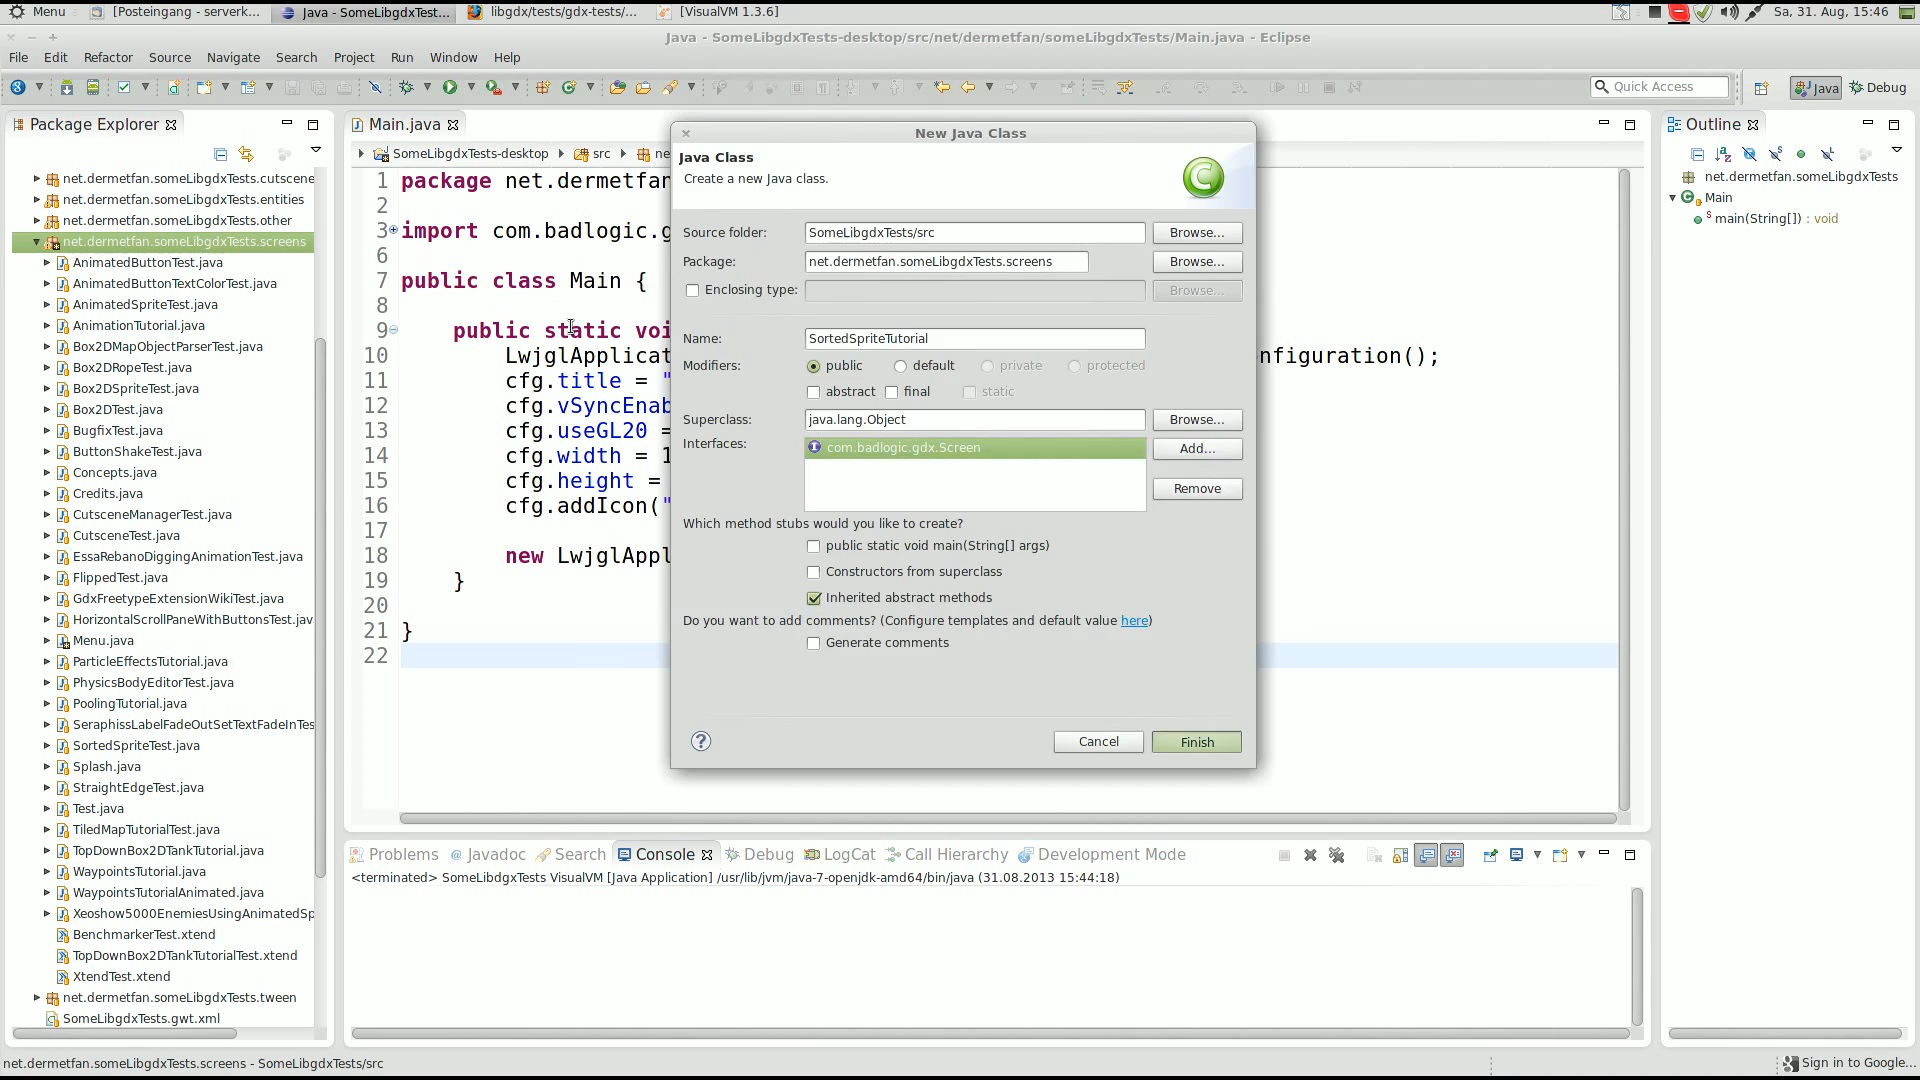 Menu
[Posteingang - serverk...
Java - SomeLibgdxTest...
libgdx/tests/gdx-tests/...
[VisualVM 1.3.6]
Sa, 31. Aug, 15:46
Java - SomeLibgdxTests-desktop/src/net/dermetfan/someLibgdxTests/Main.java - Eclipse
File Edit Refactor Source Navigate Search Project Run Window Help
Quick Access
Java
Debug
Package Explorer
net.dermetfan.someLibgdxTests.cutscene
net.dermetfan.someLibgdxTests.entities
net.dermetfan.someLibgdxTests.other
net.dermetfan.someLibgdxTests.screens
AnimatedButtonTest.java
AnimatedButtonTextColorTest.java
AnimatedSpriteTest.java
AnimationTutorial.java
Box2DMapObjectParserTest.java
Box2DRopeTest.java
Box2DSpriteTest.java
Box2DTest.java
BugfixTest.java
ButtonShakeTest.java
Concepts.java
Credits.java
CutsceneManagerTest.java
CutsceneTest.java
EssaRebanoDiggingAnimationTest.java
FlippedTest.java
GdxFreetypeExtensionWikiTest.java
HorizontalScrollPaneWithButtonsTest.jav
Menu.java
ParticleEffectsTutorial.java
PhysicsBodyEditorTest.java
PoolingTutorial.java
SeraphissLabelFadeOutSetTextFadeInTes
SortedSpriteTest.java
Splash.java
StraightEdgeTest.java
Test.java
TiledMapTutorialTest.java
TopDownBox2DTankTutorial.java
WaypointsTutorial.java
WaypointsTutorialAnimated.java
Xeoshow5000EnemiesUsingAnimatedSp
BenchmarkerTest.xtend
TopDownBox2DTankTutorialTest.xtend
XtendTest.xtend
net.dermetfan.someLibgdxTests.tween
SomeLibgdxTests.gwt.xml
Main.java
SomeLibgdxTests-desktop
src
ne
1 package net.dermetfan
2
3 import com.badlogic.g
6
7 public class Main {
8
9 public static voi
10 LwjglApplicat
nfiguration();
11 cfg.title = "
12 cfg.vSyncEnab
13 cfg.useGL20 =
14 cfg.width = 1
15 cfg.height =
16 cfg.addIcon("
17
18 new LwjglAppl
19 }
20
21 }
22
New Java Class
Java Class
Create a new Java class.
Source folder: SomeLibgdxTests/src Browse...
Package: net.dermetfan.someLibgdxTests.screens Browse...
Enclosing type: Browse...
Name: SortedSpriteTutorial
Modifiers: public default private protected
abstract final static
Superclass: java.lang.Object Browse...
Interfaces: com.badlogic.gdx.Screen Add...
Remove
Which method stubs would you like to create?
public static void main(String[] args)
Constructors from superclass
Inherited abstract methods
Do you want to add comments? (Configure templates and default value here)
Generate comments
Cancel
Finish
Outline
net.dermetfan.someLibgdxTests
Main
main(String[]) : void
Problems @ Javadoc Search Console Debug LogCat Call Hierarchy Development Mode
<terminated> SomeLibdgxTests VisualVM [Java Application] /usr/lib/jvm/java-7-openjdk-amd64/bin/java (31.08.2013 15:44:18)
net.dermetfan.someLibgdxTests.screens - SomeLibgdxTests/src
Sign in to Google...